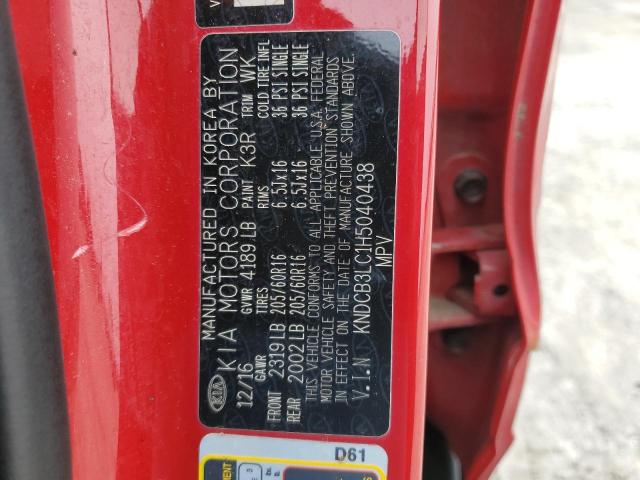 MANUFACTURED IN KOREA BY
KIA KIA MOTORS CORPORATION
12/16 GVWR 4189 LB PAINT K3R TRIM WK
GAWR TIRES RIMS COLD TIRE INFL
FRONT 2319 LB 205/60R16 6.5Jx16 36 PSI SINGLE
REAR 2002 LB 205/60R16 6.5Jx16 36 PSI SINGLE
THIS VEHICLE CONFORMS TO ALL APPLICABLE U.S.A. FEDERAL
MOTOR VEHICLE SAFETY AND THEFT PREVENTION STANDARDS
IN EFFECT ON THE DATE OF MANUFACTURE SHOWN ABOVE.
V.I.N KNDCB3LC1H5040438
MPV
D61